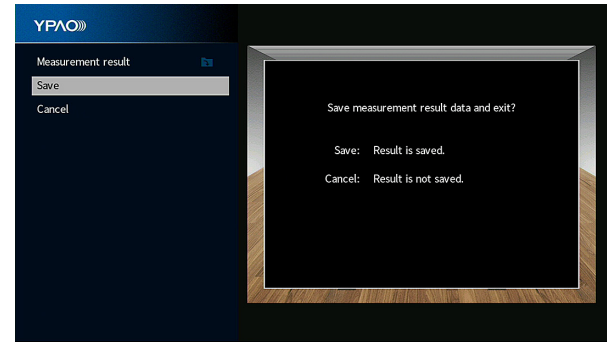 YPAO
Measurement result
Save
Cancel
Save measurement result data and exit?
Save: Result is saved.
Cancel: Result is not saved.